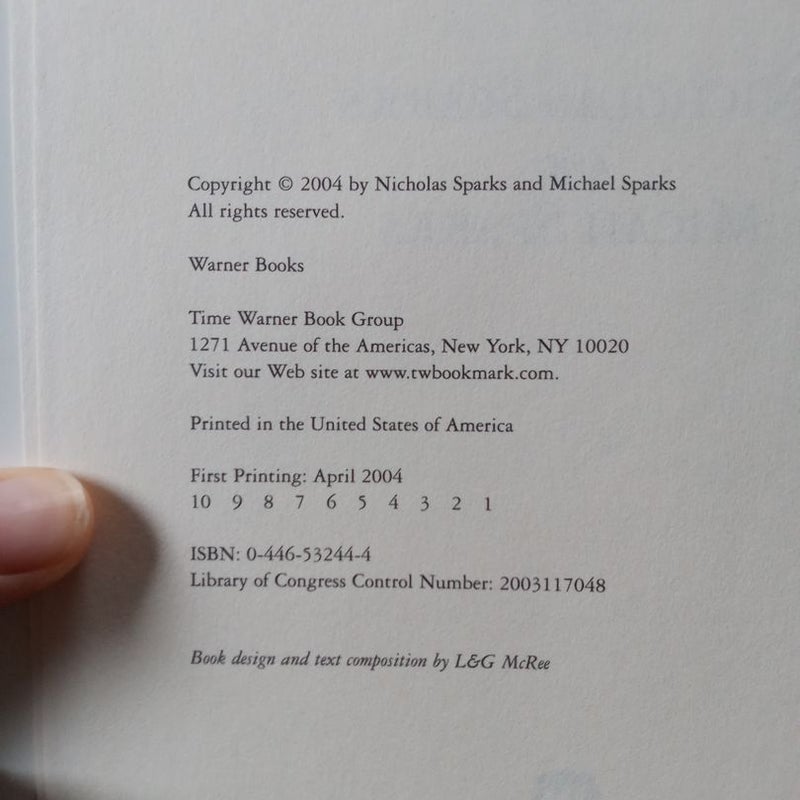 Copyright © 2004 by Nicholas Sparks and Michael Sparks
All rights reserved.
Warner Books
Time Warner Book Group
1271 Avenue of the Americas, New York, NY 10020
Visit our Web site at www.twbookmark.com.
Printed in the United States of America
First Printing: April 2004
10 9 8 7 6 5 4 3 2 1
ISBN: 0-446-53244-4
Library of Congress Control Number: 2003117048
Book design and text composition by L&G McRee